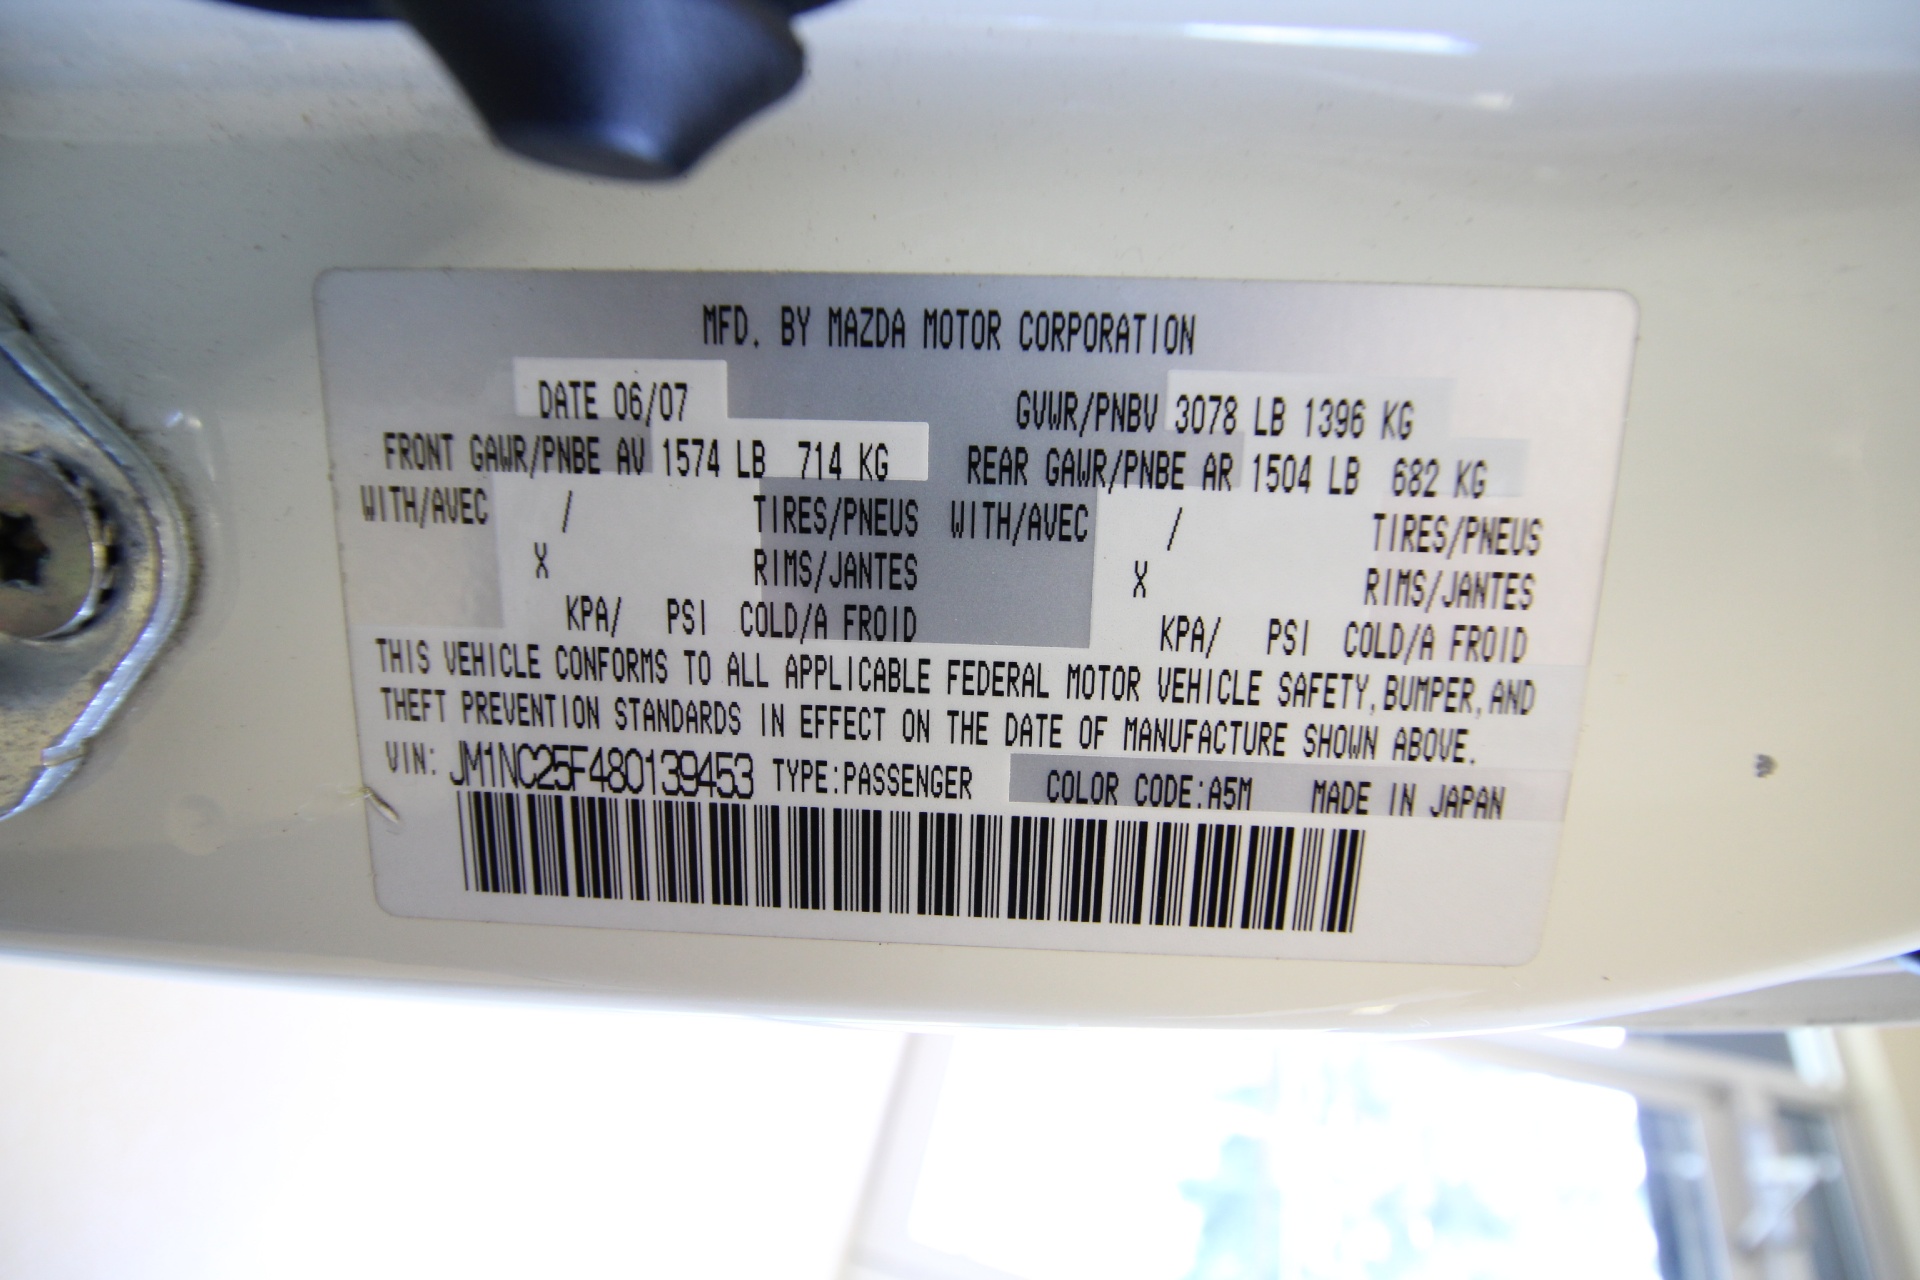 MFD. BY MAZDA MOTOR CORPORATION
DATE 06/07 GVWR/PNBV 3078 LB 1396 KG
FRONT GAWR/PNBE AV 1574 LB 714 KG REAR GAWR/PNBE AR 1504 LB 682 KG
WITH/AVEC / TIRES/PNEUS WITH/AVEC / TIRES/PNEUS
X RIMS/JANTES X RIMS/JANTES
KPA/ PSI COLD/A FROID KPA/ PSI COLD/A FROID
THIS VEHICLE CONFORMS TO ALL APPLICABLE FEDERAL MOTOR VEHICLE SAFETY, BUMPER, AND
THEFT PREVENTION STANDARDS IN EFFECT ON THE DATE OF MANUFACTURE SHOWN ABOVE.
VIN: JM1NC25F480139453 TYPE:PASSENGER COLOR CODE:A5M MADE IN JAPAN